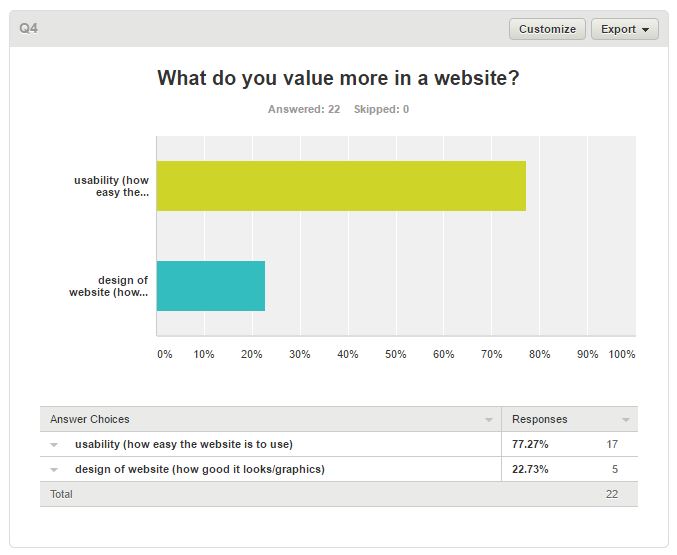 Q4
Customize
Export
What do you value more in a website?
Answered: 22 Skipped: 0
usability (how
easy the...
design of
website (how...
0% 10% 20% 30% 40% 50% 60% 70% 80% 90% 100%
Answer Choices Responses
usability (how easy the website is to use) 77.27% 17
design of website (how good it looks/graphics) 22.73% 5
Total 22